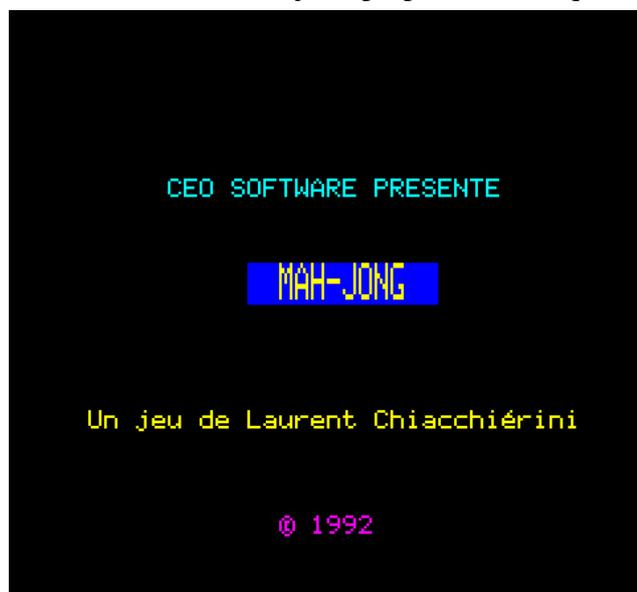 CEO SOFTWARE PRESENTE
MAH-JONG
Un jeu de Laurent Chiacchiérini
© 1992